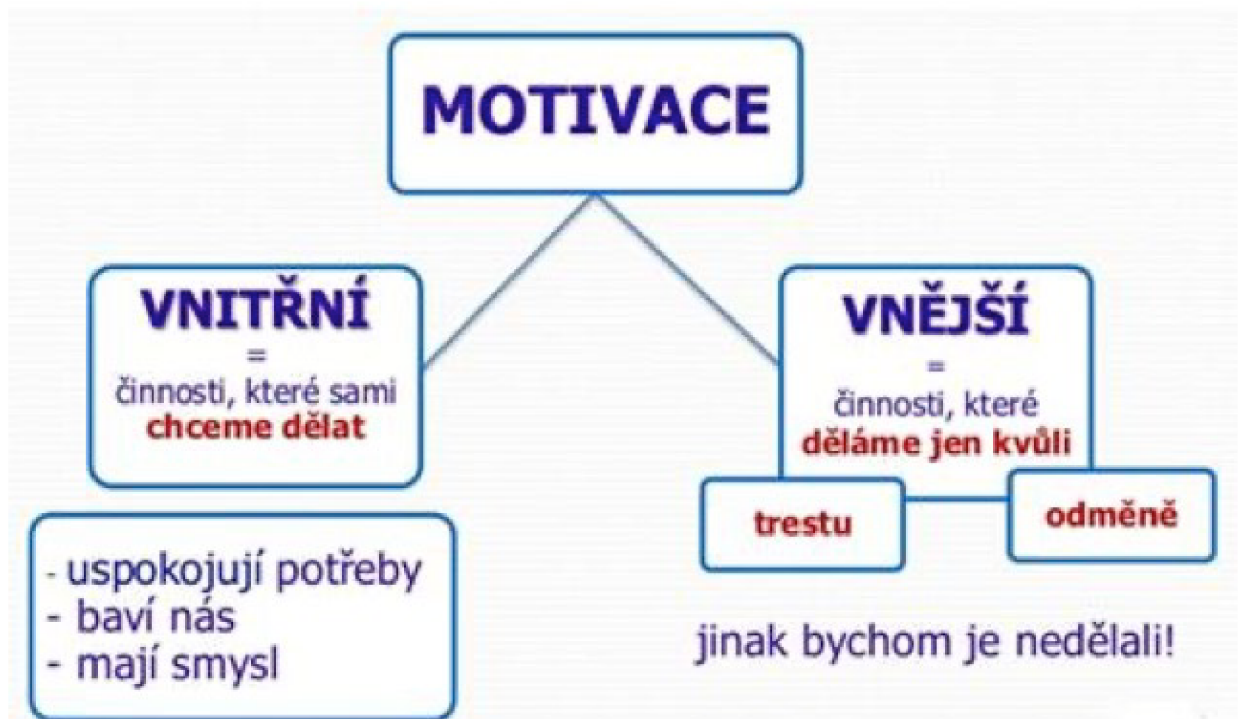 MOTIVACE
VNITŘNÍ
=
činnosti, které sami
chceme dělat
- uspokojují potřeby
- baví nás
- mají smysl
VNĚJŠÍ
=
činnosti, které
děláme jen kvůli
trestu
odměně
jinak bychom je nedělali!